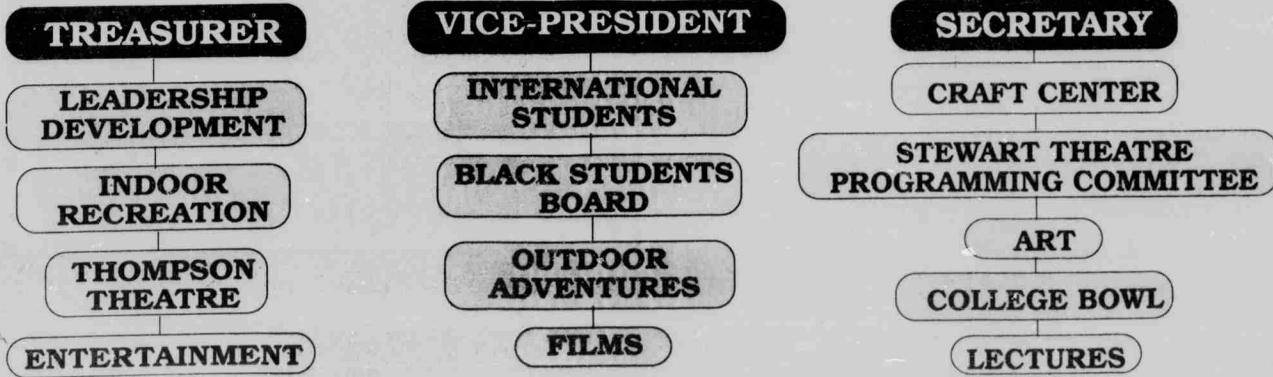 TREASURER
LEADERSHIP
DEVELOPMENT
INDOOR
RECREATION
THOMPSON
THEATRE
ENTERTAINMENT
VICE-PRESIDENT
INTERNATIONAL
STUDENTS
BLACK STUDENTS
BOARD
OUTDOOR
ADVENTURES
FILMS
SECRETARY
CRAFT CENTER
STEWART THEATRE
PROGRAMMING COMMITTEE
ART
COLLEGE BOWL
LECTURES